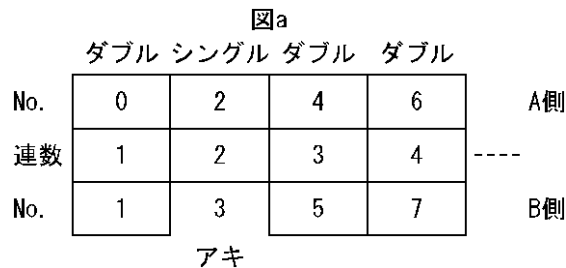 図a
ダブル シングル ダブル ダブル
No. 0 2 4 6 A側
連数 1 2 3 4 ----
No. 1 3 5 7 B側
アキ